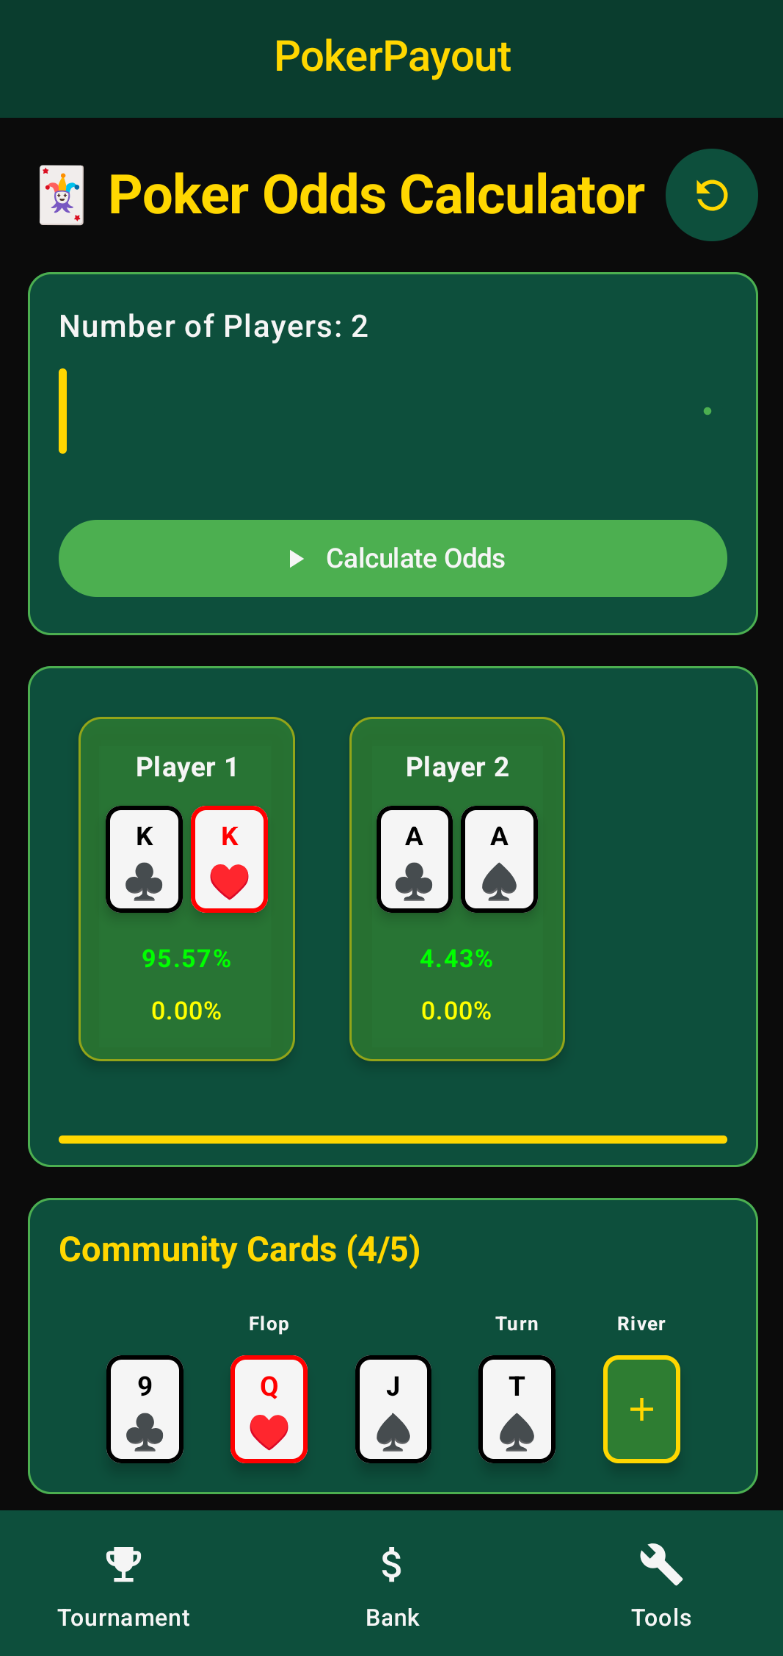 PokerPayout
Poker Odds Calculator
Number of Players: 2
Calculate Odds
Player 1
K K
95.57%
0.00%
Player 2
A A
4.43%
0.00%
Community Cards (4/5)
Flop Turn River
9 Q J T +
Tournament Bank Tools